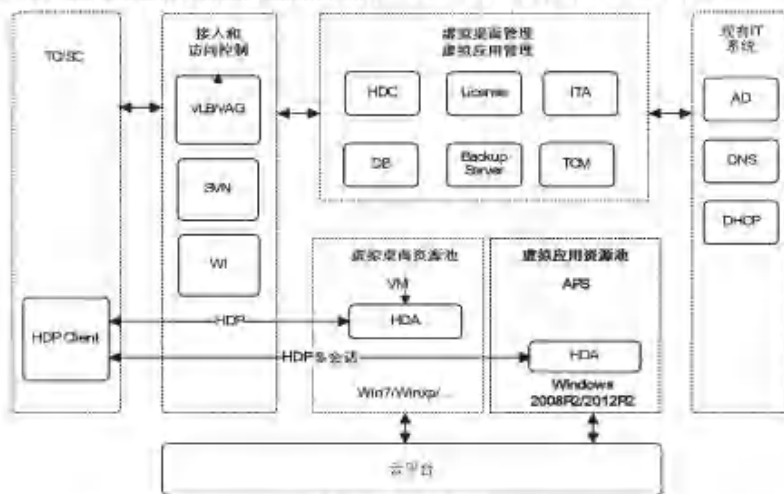 TC/SC
接入和
访问控制
虚拟桌面管理
虚拟应用管理
现有IT
系统
vLB/vAG
HDC
License
ITA
AD
SVN
DB
Backup
Server
TCM
DNS
WI
DHCP
虚拟桌面资源池
虚拟应用资源池
VM
APS
HDP Client
HDP
HDA
HDP多会话
HDA
Win7/Winxp/...
Windows
2008R2/2012R2
云平台